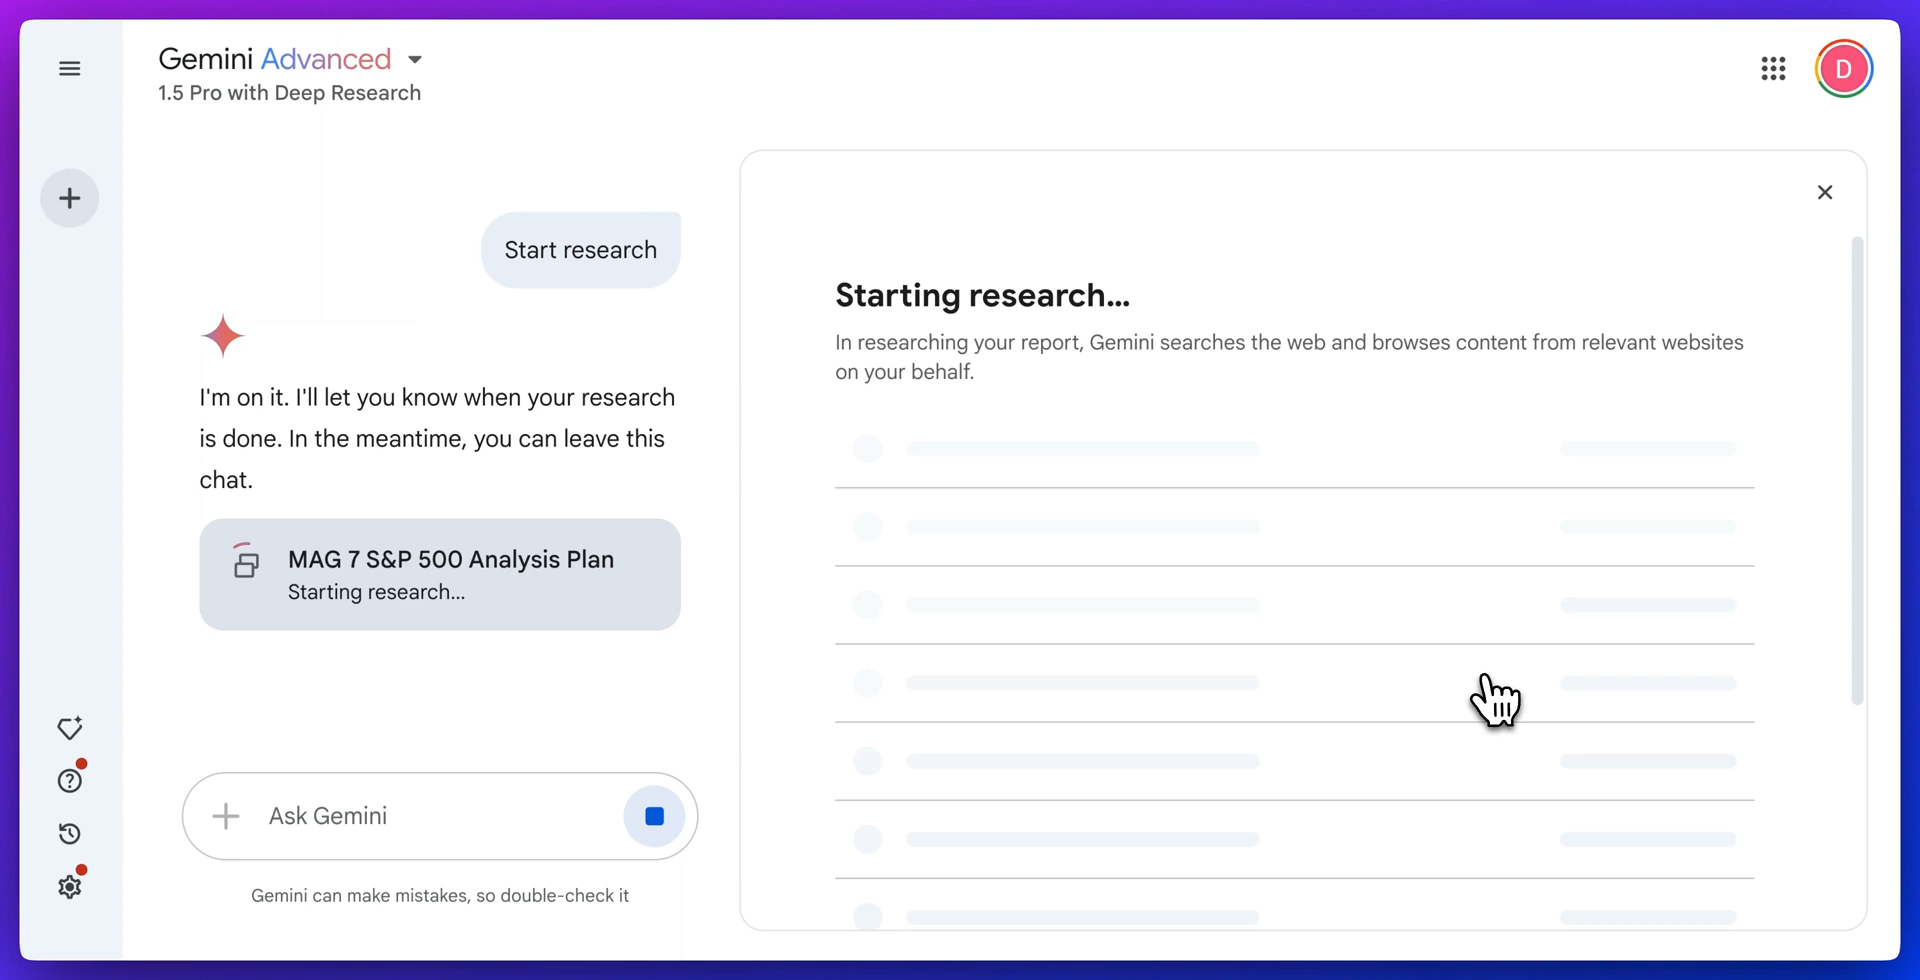 Gemini Advanced
1.5 Pro with Deep Research
D
Start research
I'm on it. I'll let you know when your research
is done. In the meantime, you can leave this
chat.
MAG 7 S&P 500 Analysis Plan
Starting research...
Ask Gemini
Gemini can make mistakes, so double-check it
Starting research...
In researching your report, Gemini searches the web and browses content from relevant websites
on your behalf.